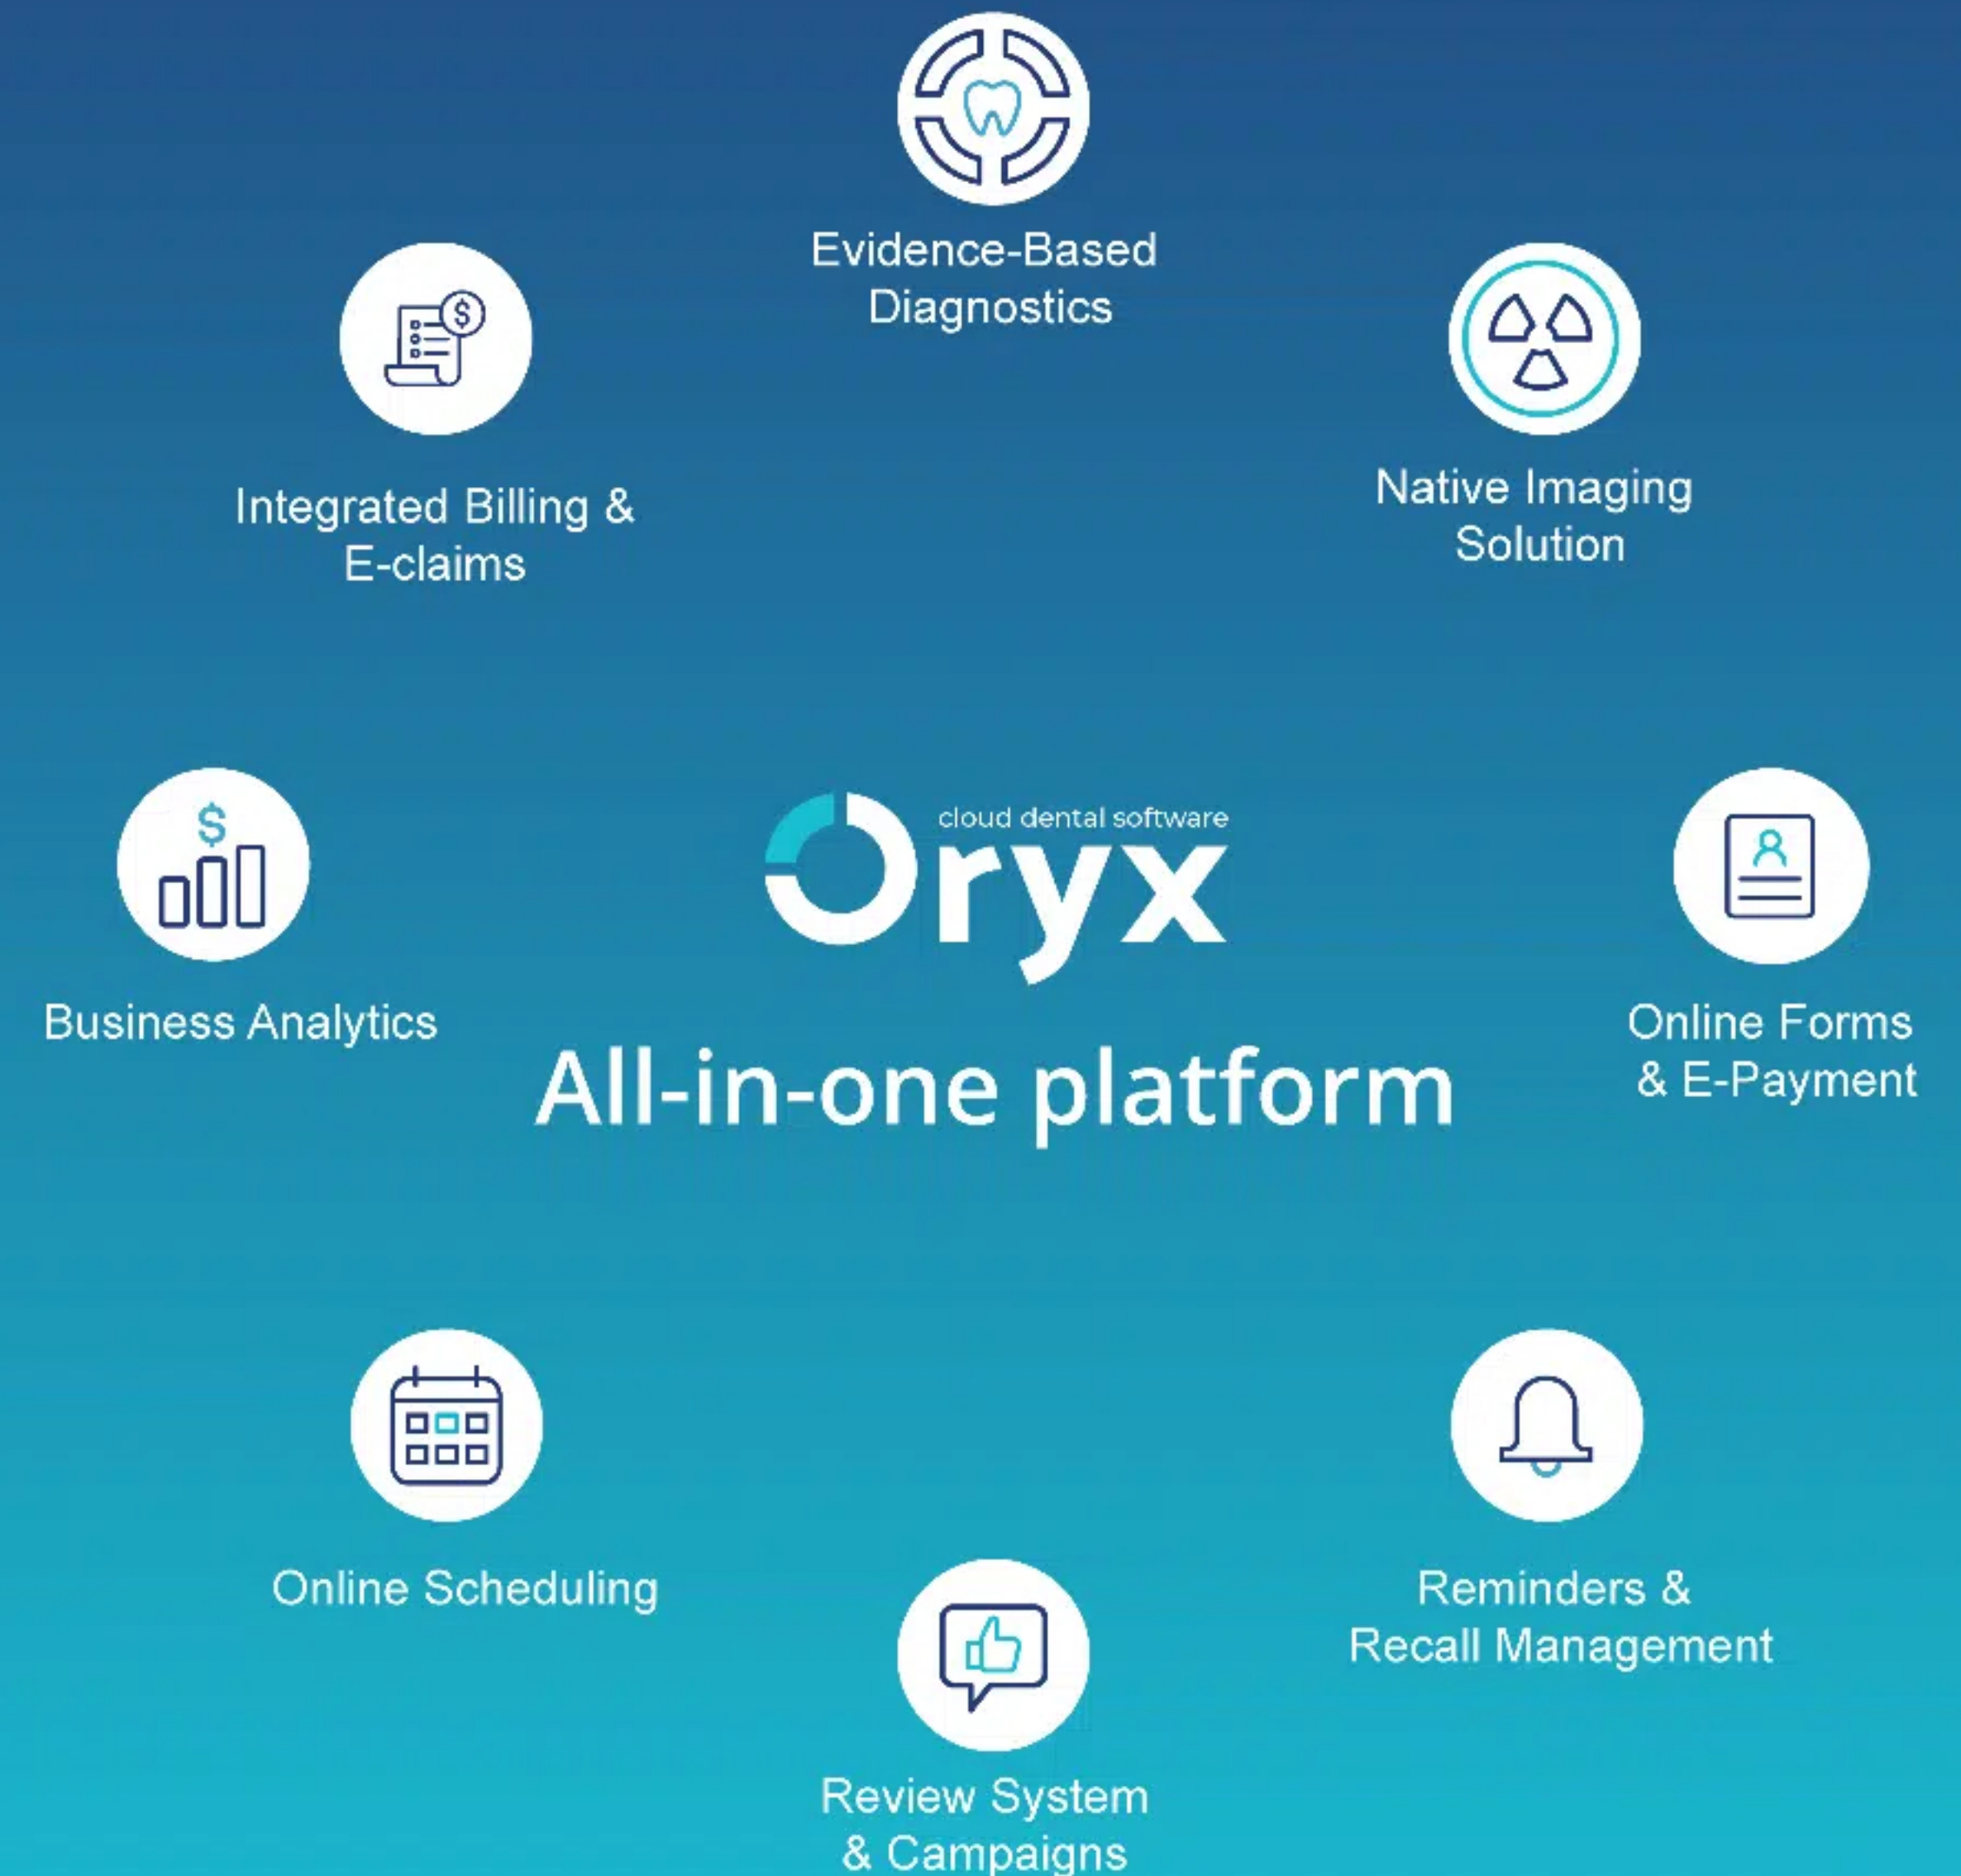 Evidence-Based
Diagnostics
Integrated Billing &
E-claims
Native Imaging
Solution
cloud dental software
Oryx
Business Analytics
All-in-one platform
Online Forms
& E-Payment
Online Scheduling
Reminders &
Recall Management
Review System
& Campaigns